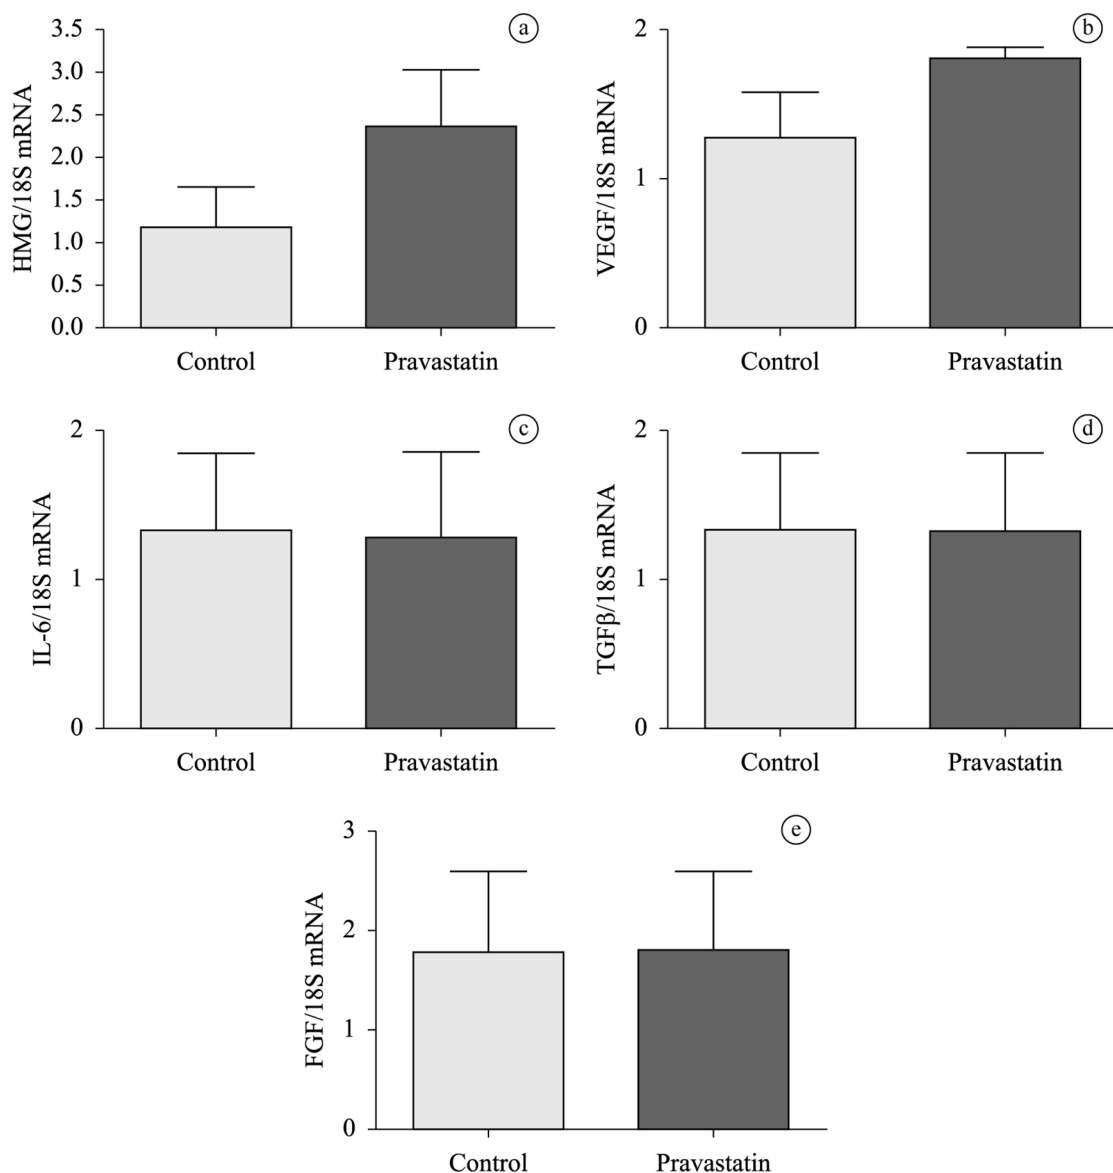 a
HMG/18S mRNA
3.5
3.0
2.5
2.0
1.5
1.0
0.5
0.0
Control Pravastatin
b
VEGF/18S mRNA
2
1
0
Control Pravastatin
c
IL-6/18S mRNA
2
1
0
Control Pravastatin
d
TGFβ/18S mRNA
2
1
0
Control Pravastatin
e
FGF/18S mRNA
3
2
1
0
Control Pravastatin